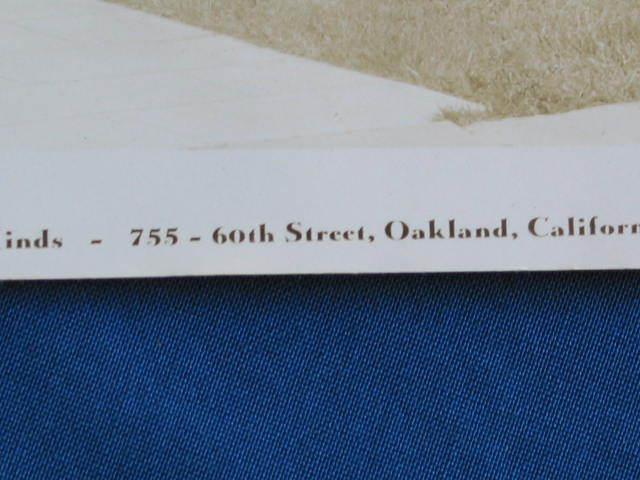 inds - 755 - 60th Street, Oakland, Californ